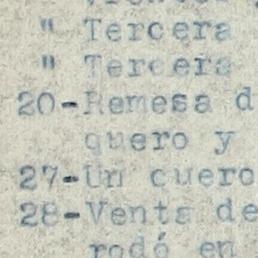 " Tercera
" Tercera
20-Remesa d
quero y
27-Un cuero
28-Venta de
rodó en